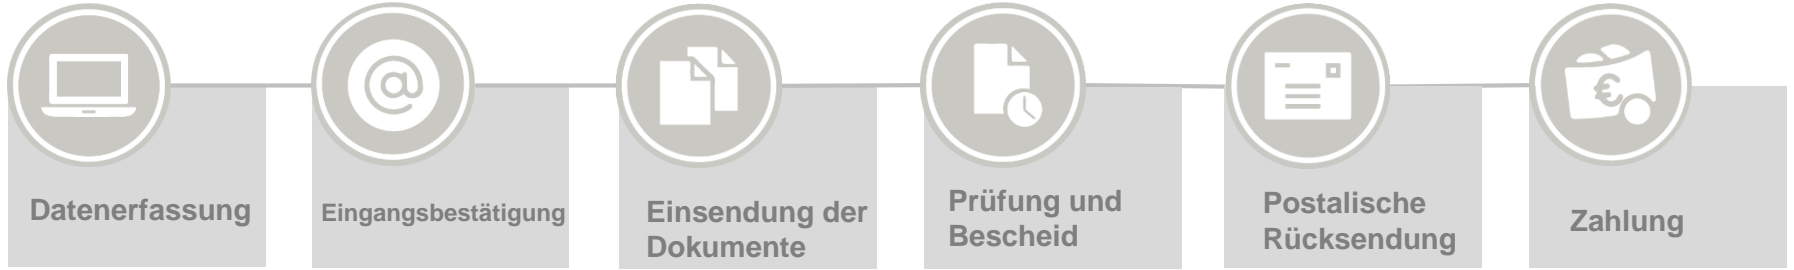 Datenerfassung
Eingangsbestätigung
Einsendung der
Dokumente
Prüfung und
Bescheid
Postalische
Rücksendung
Zahlung